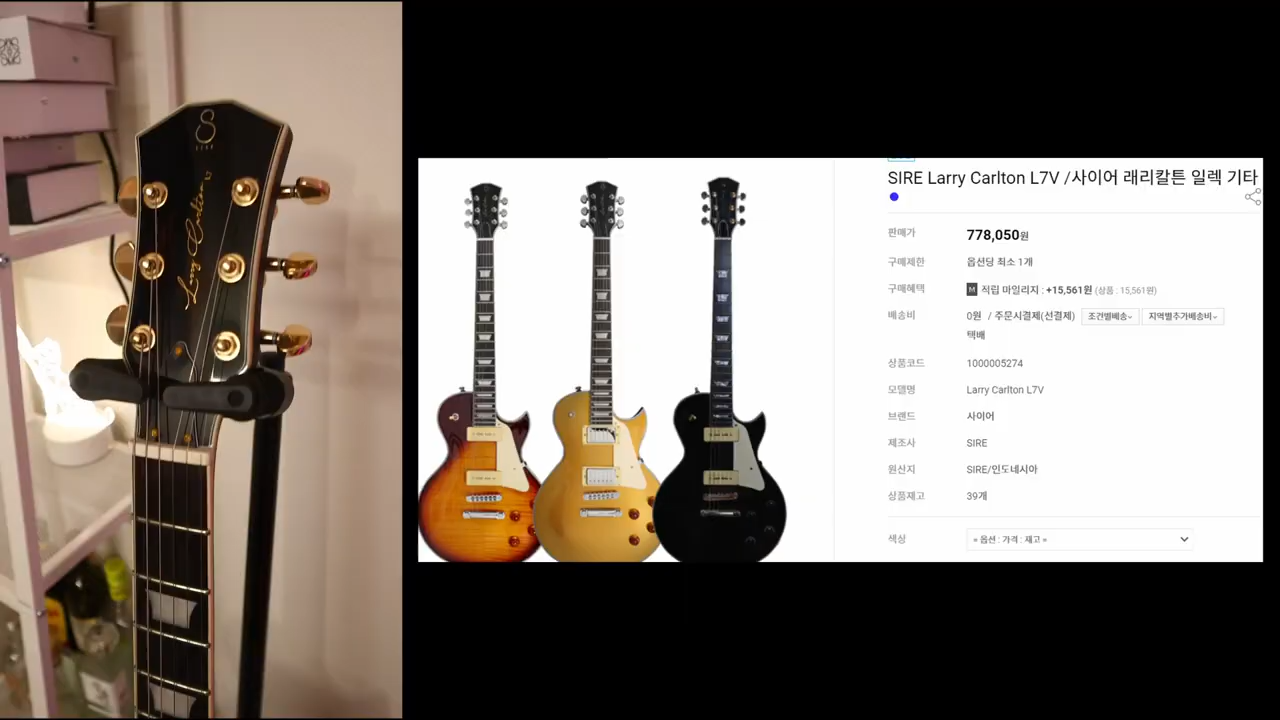 S
Larry Carlton L7
SIRE Larry Carlton L7V /사이어 래리칼튼 일렉 기타
판매가 778,050원
구매제한 옵션당 최소 1개
구매혜택 M 적립 마일리지 : +15,561원 (상품 : 15,561원)
배송비 0원 / 주문시결제(선결제) 조건별배송 지역별추가배송비
택배
상품코드 1000005274
모델명 Larry Carlton L7V
브랜드 사이어
제조사 SIRE
원산지 SIRE/인도네시아
상품재고 39개
색상 = 옵션 : 가격 : 재고 =